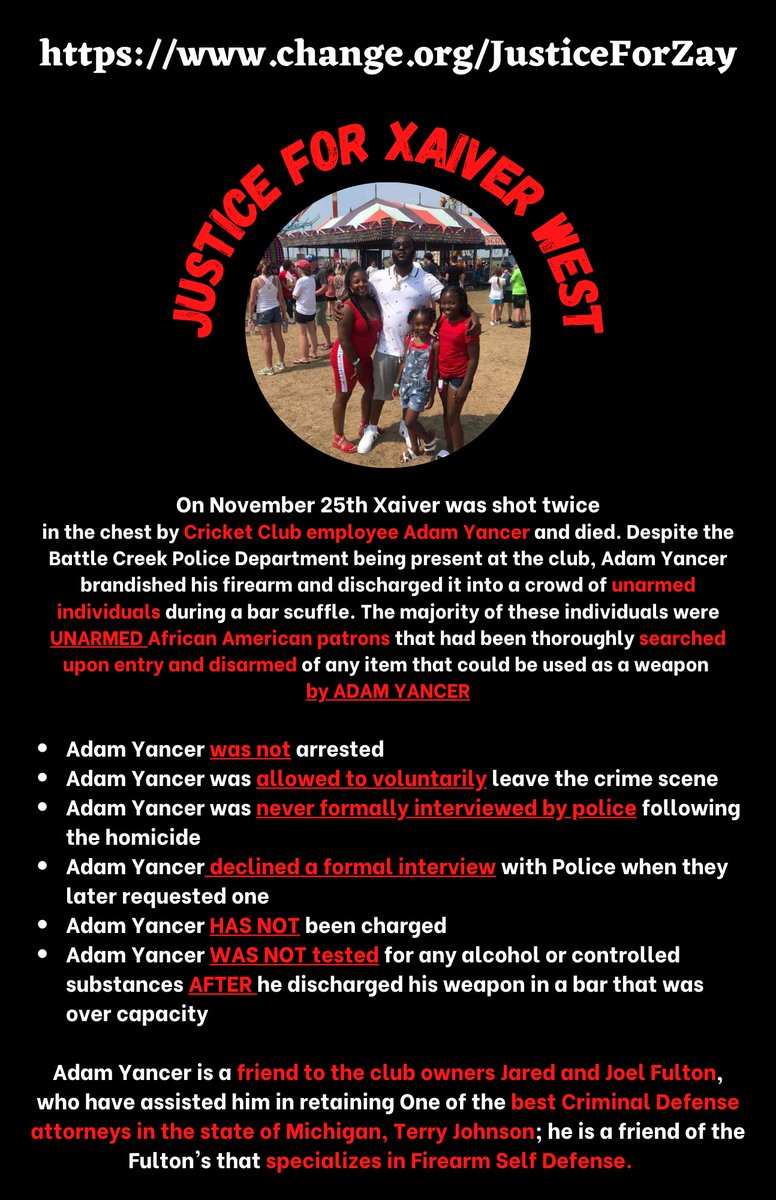 https://www.change.org/JusticeForZay
JUSTICE FOR XAIVER WEST
On November 25th Xaiver was shot twice
in the chest by Cricket Club employee Adam Yancer and died. Despite the
Battle Creek Police Department being present at the club, Adam Yancer
brandished his firearm and discharged it into a crowd of unarmed
individuals during a bar scuffle. The majority of these individuals were
UNARMED African American patrons that had been thoroughly searched
upon entry and disarmed of any item that could be used as a weapon
by ADAM YANCER
• Adam Yancer was not arrested
• Adam Yancer was allowed to voluntarily leave the crime scene
• Adam Yancer was never formally interviewed by police following
the homicide
• Adam Yancer declined a formal interview with Police when they
later requested one
• Adam Yancer HAS NOT been charged
• Adam Yancer WAS NOT tested for any alcohol or controlled
substances AFTER he discharged his weapon in a bar that was
over capacity
Adam Yancer is a friend to the club owners Jared and Joel Fulton,
who have assisted him in retaining One of the best Criminal Defense
attorneys in the state of Michigan, Terry Johnson; he is a friend of the
Fulton's that specializes in Firearm Self Defense.